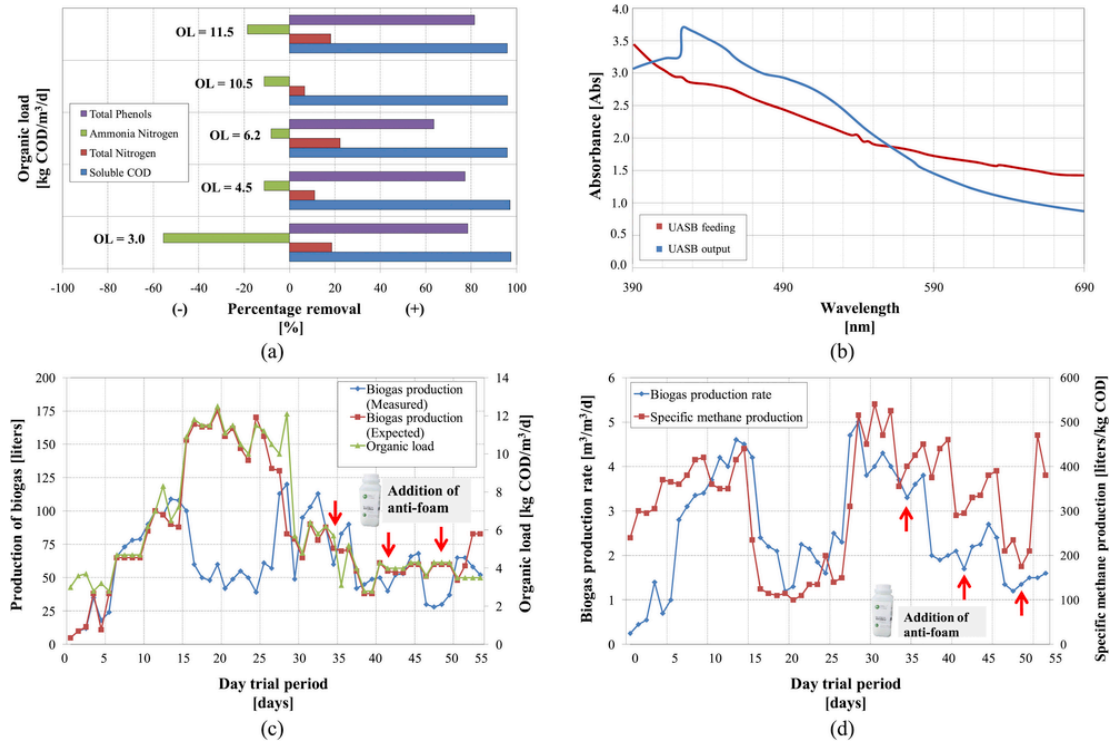 OL = 11.5
OL = 10.5
OL = 6.2
OL = 4.5
OL = 3.0
Organic load
[kg COD/m³/d]
Total Phenols
Ammonia Nitrogen
Total Nitrogen
Soluble COD
-100 -80 -60 -40 -20 0 20 40 60 80 100
(-) Percentage removal (+)
[%]
(a)
4.0
3.5
3.0
2.5
2.0
1.5
1.0
0.5
0.0
Absorbance [Abs]
UASB feeding
UASB output
390 490 590 690
Wavelength
[nm]
(b)
200
175
150
125
100
75
50
25
0
Production of biogas [liters]
Biogas production
(Measured)
Biogas production
(Expected)
Organic load
Addition of
anti-foam
14
12
10
8
6
4
2
0
Organic load [kg COD/m³/d]
0 5 10 15 20 25 30 35 40 45 50 55
Day trial period
[days]
(c)
6
5
4
3
2
1
0
Biogas production rate [m³/m³/d]
Biogas production rate
Specific methane production
Addition of
anti-foam
600
500
400
300
200
100
0
Specific methane production [liters/kg COD]
0 5 10 15 20 25 30 35 40 45 50 55
Day trial period
[days]
(d)